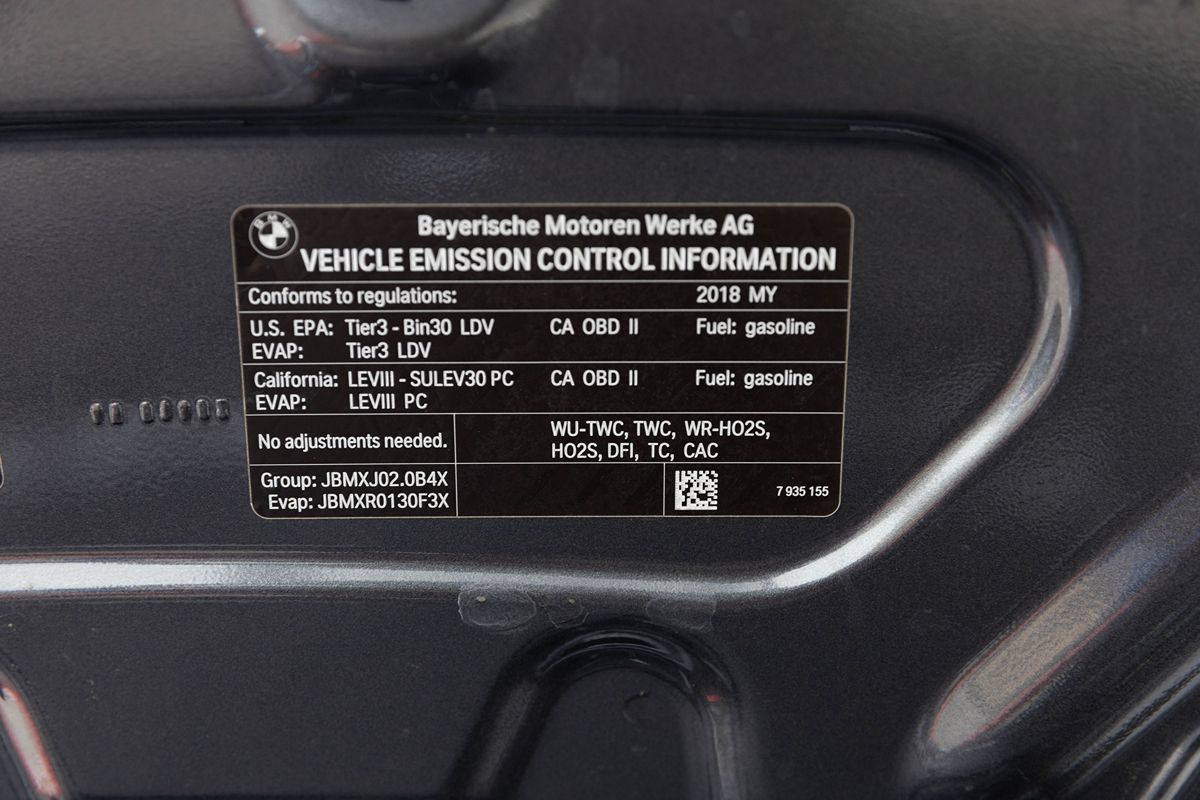 BMW
Bayerische Motoren Werke AG
VEHICLE EMISSION CONTROL INFORMATION
Conforms to regulations: 2018 MY
U.S. EPA: Tier3 - Bin30 LDV CA OBD II Fuel: gasoline
EVAP: Tier3 LDV
California: LEVIII - SULEV30 PC CA OBD II Fuel: gasoline
EVAP: LEVIII PC
No adjustments needed.
WU-TWC, TWC, WR-HO2S,
HO2S, DFI, TC, CAC
Group: JBMXJ02.0B4X
Evap: JBMXR0130F3X
7 935 155